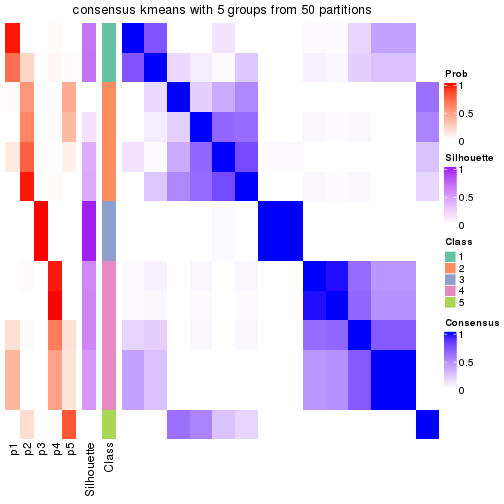 consensus kmeans with 5 groups from 50 partitions
Prob
1
0.5
0
Silhouette
1
0.5
0
Class
1
2
3
4
5
Consensus
1
0.5
0
p1
p2
p3
p4
p5
Silhouette
Class